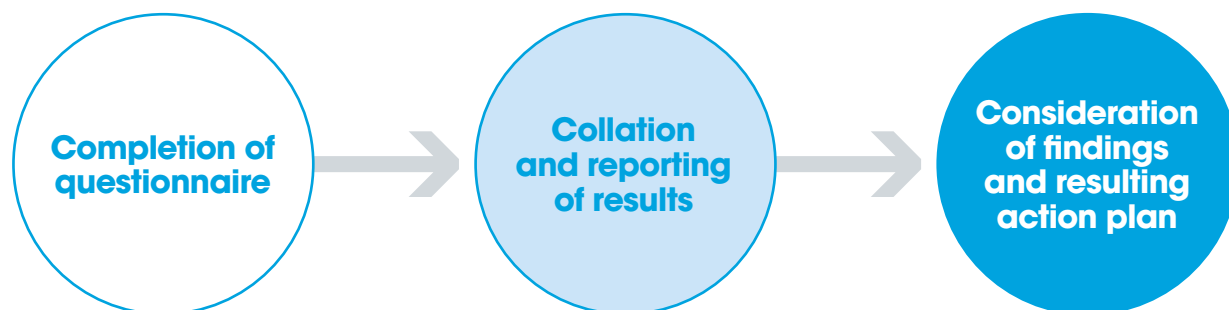 Completion of
questionnaire
Collation
and reporting
of results
Consideration
of findings
and resulting
action plan